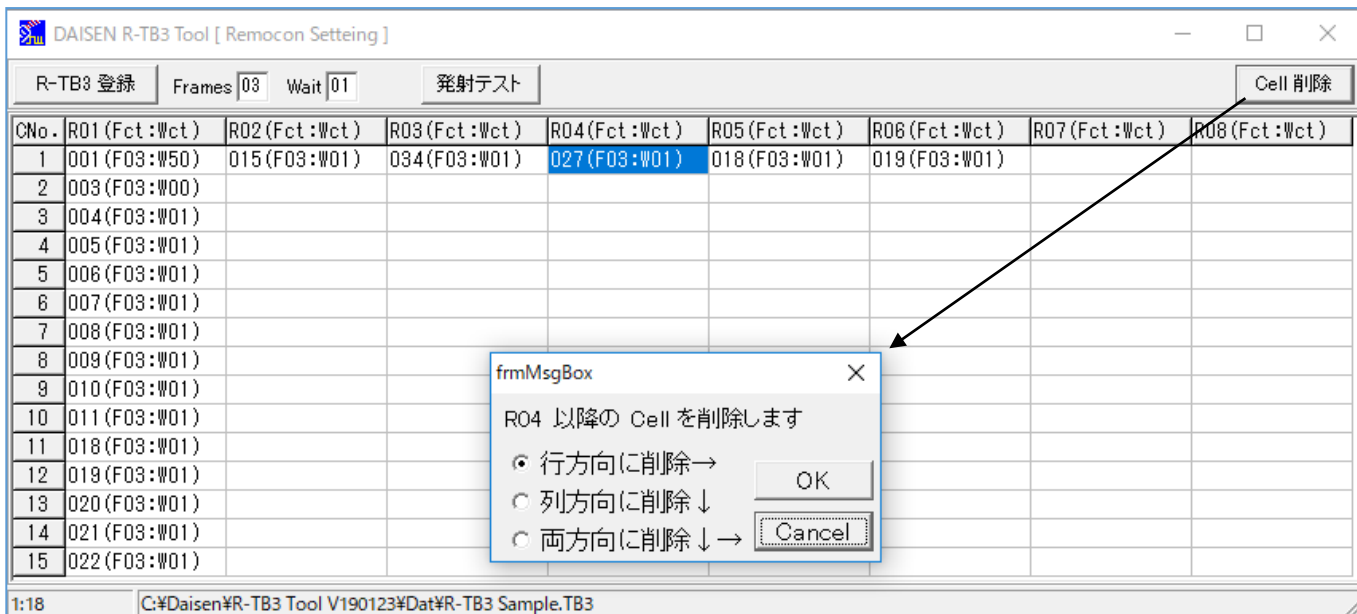 DAISEN R-TB3 Tool [ Remocon Setteing ]
R-TB3 登録 Frames 03 Wait 01 発射テスト Cell 削除
CNo. R01(Fct:Wct) R02(Fct:Wct) R03(Fct:Wct) R04(Fct:Wct) R05(Fct:Wct) R06(Fct:Wct) R07(Fct:Wct) R08(Fct:Wct)
1 001(F03:W50) 015(F03:W01) 034(F03:W01) 027(F03:W01) 018(F03:W01) 019(F03:W01)
2 003(F03:W00)
3 004(F03:W01)
4 005(F03:W01)
5 006(F03:W01)
6 007(F03:W01)
7 008(F03:W01)
8 009(F03:W01)
9 010(F03:W01)
10 011(F03:W01)
11 018(F03:W01)
12 019(F03:W01)
13 020(F03:W01)
14 021(F03:W01)
15 022(F03:W01)
frmMsgBox
R04 以降の Cell を削除します
行方向に削除→
列方向に削除↓
両方向に削除↓→
OK
Cancel
1:18 C:¥Daisen¥R-TB3 Tool V190123¥Dat¥R-TB3 Sample.TB3